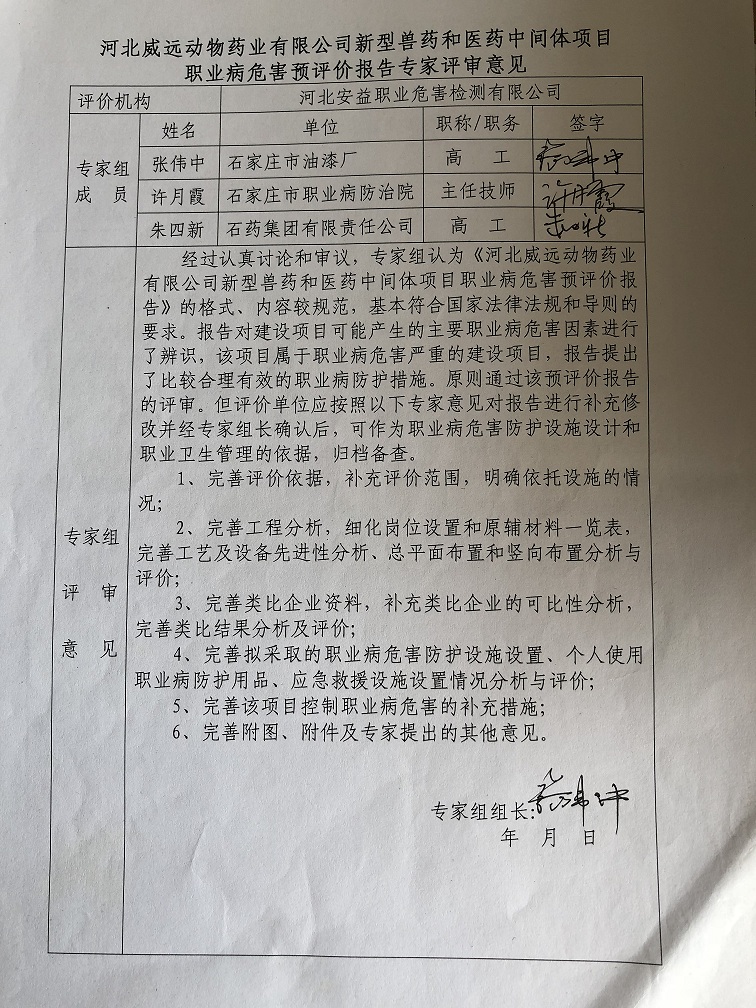 河北威远动物药业有限公司新型兽药和医药中间体项目
职业病危害预评价报告专家评审意见
评价机构 河北安益职业危害检测有限公司
专家组成员 姓名 单位 职称/职务 签字
张伟中 石家庄市油漆厂 高工 张伟中
许月霞 石家庄市职业病防治院 主任技师 许月霞
朱四新 石药集团有限责任公司 高工
专家组
评审
意见
经过认真讨论和审议，专家组认为《河北威远动物药业
有限公司新型兽药和医药中间体项目职业病危害预评价报
告》的格式、内容较规范，基本符合国家法律法规和导则的
要求。报告对建设项目可能产生的主要职业病危害因素进行
了辨识，该项目属于职业病危害严重的建设项目，报告提出
了比较合理有效的职业病防护措施。原则通过该预评价报告
的评审。但评价单位应按照以下专家意见对报告进行补充修
改并经专家组长确认后，可作为职业病危害防护设施设计和
职业卫生管理的依据，归档备查。
1、完善评价依据，补充评价范围，明确依托设施的情
况；
2、完善工程分析，细化岗位设置和原辅材料一览表，
完善工艺及设备先进性分析、总平面布置和竖向布置分析与
评价；
3、完善类比企业资料，补充类比企业的可比性分析，
完善类比结果分析及评价；
4、完善拟采取的职业病危害防护设施设置、个人使用
职业病防护用品、应急救援设施设置情况分析与评价；
5、完善该项目控制职业病危害的补充措施；
6、完善附图、附件及专家提出的其他意见。
专家组组长：张伟中
年 月 日